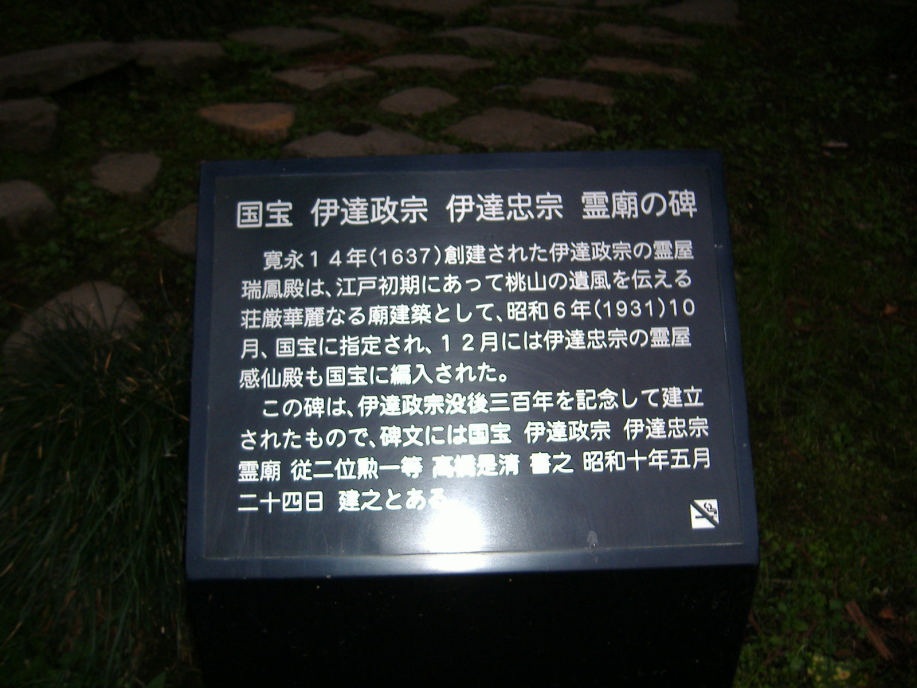 国宝 伊達政宗 伊達忠宗 霊廟の碑
寛永１４年(1637)創建された伊達政宗の霊屋
瑞鳳殿は、江戸初期にあって桃山の遺風を伝える
荘厳華麗なる廟建築として、昭和６年(1931)10
月、国宝に指定され、１２月には伊達忠宗の霊屋
感仙殿も国宝に編入された。
この碑は、伊達政宗没後三百年を記念して建立
されたもので、碑文には国宝 伊達政宗 伊達忠宗
霊廟 従二位勲一等 高橋是清 書之 昭和十年五月
二十四日 建之とある。